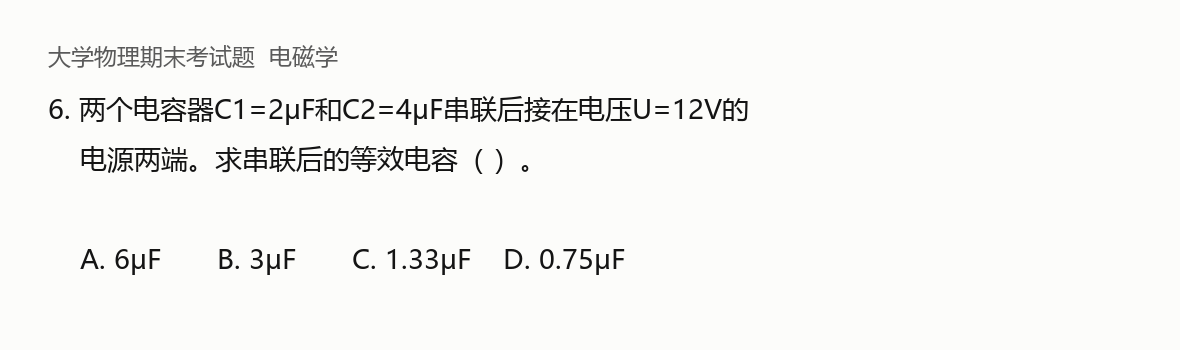 大学物理期末考试题 电磁学
6. 两个电容器C1=2μF和C2=4μF串联后接在电压U=12V的
电源两端。求串联后的等效电容（ ）。
A. 6μF B. 3μF C. 1.33μF D. 0.75μF